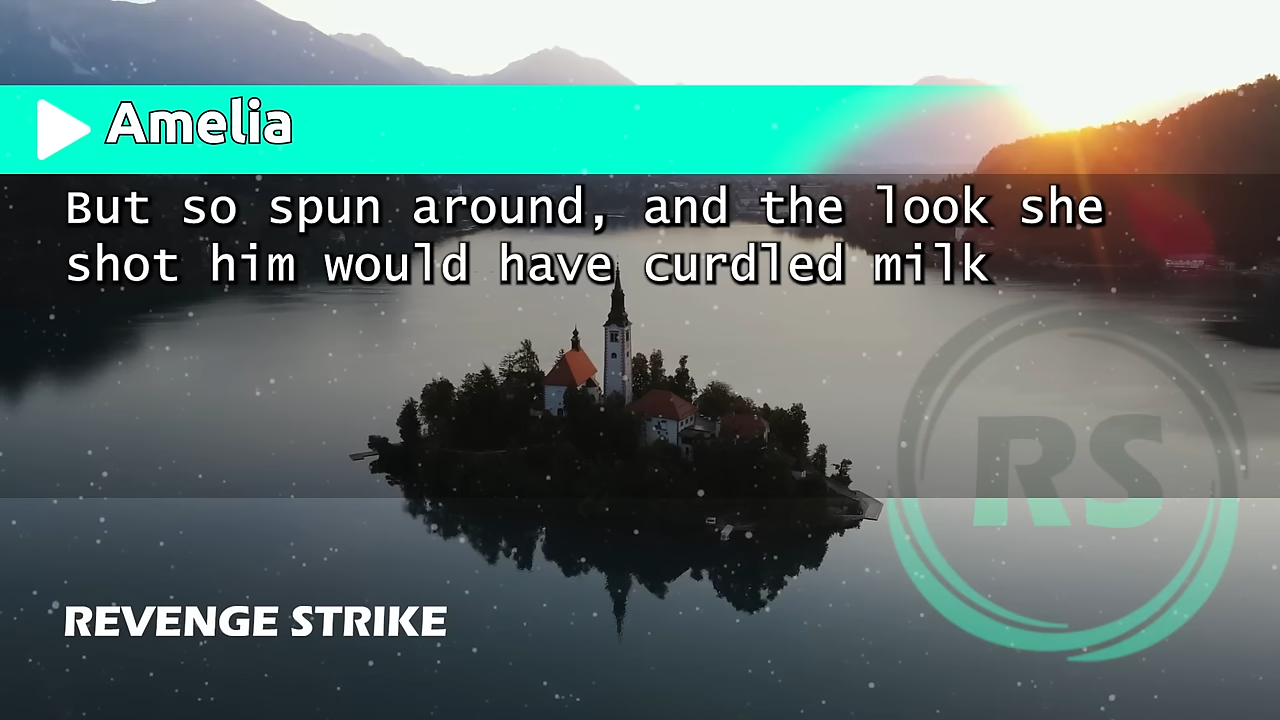 Amelia
But so spun around, and the look she
shot him would have curdled milk
RS
REVENGE STRIKE